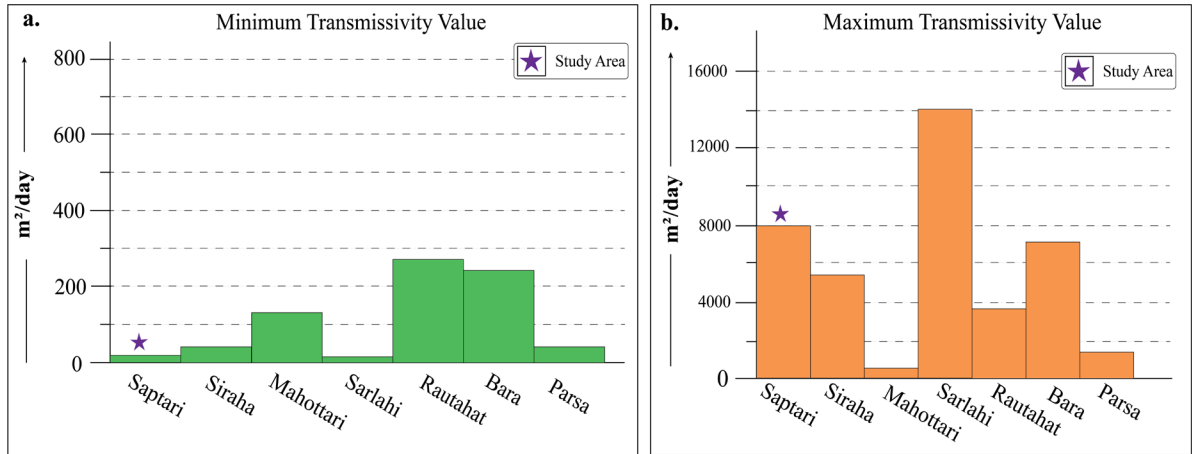 a.
Minimum Transmissivity Value
Study Area
m²/day
800
600
400
200
0
Saptari
Siraha
Mahottari
Sarlahi
Rautahat
Bara
Parsa
b.
Maximum Transmissivity Value
Study Area
m²/day
16000
12000
8000
4000
0
Saptari
Siraha
Mahottari
Sarlahi
Rautahat
Bara
Parsa